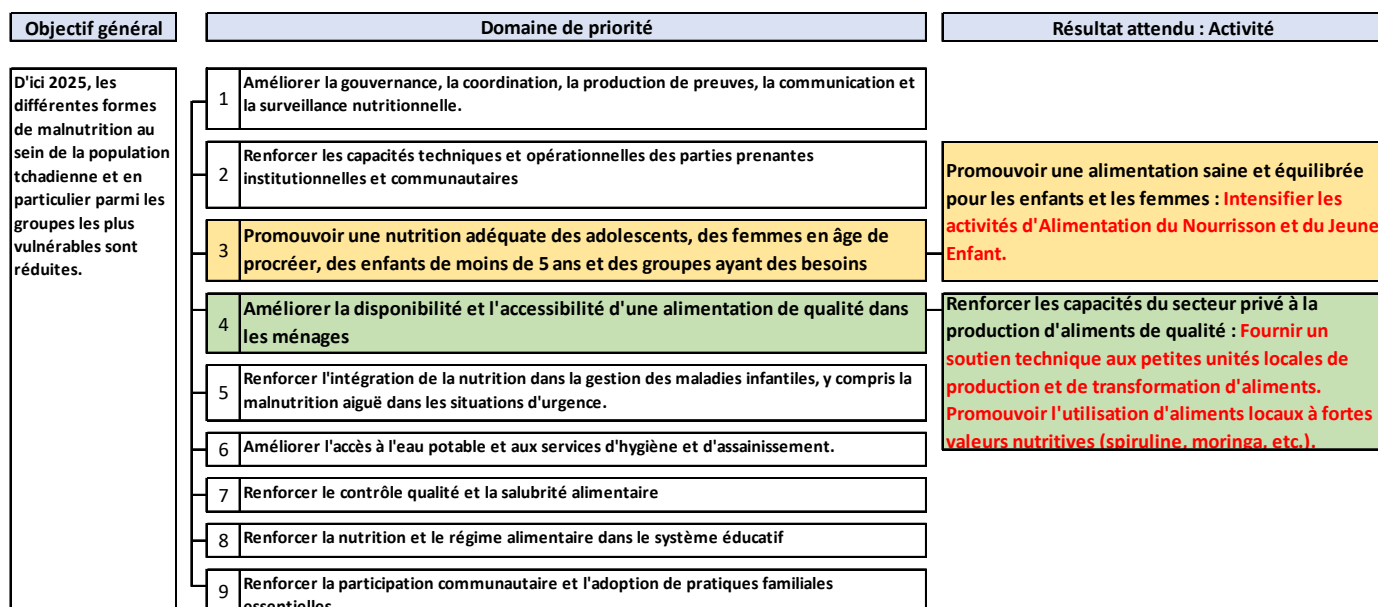 Objectif général
Domaine de priorité
Résultat attendu : Activité
D'ici 2025, les
différentes formes
de malnutrition au
sein de la population
tchadienne et en
particulier parmi les
groupes les plus
vulnérables sont
réduites.
1
Améliorer la gouvernance, la coordination, la production de preuves, la communication et
la surveillance nutritionnelle.
2
Renforcer les capacités techniques et opérationnelles des parties prenantes
institutionnelles et communautaires
3
Promouvoir une nutrition adéquate des adolescents, des femmes en âge de
procréer, des enfants de moins de 5 ans et des groupes ayant des besoins
4
Améliorer la disponibilité et l'accessibilité d'une alimentation de qualité dans
les ménages
5
Renforcer l'intégration de la nutrition dans la gestion des maladies infantiles, y compris la
malnutrition aiguë dans les situations d'urgence.
6
Améliorer l'accès à l'eau potable et aux services d'hygiène et d'assainissement.
7
Renforcer le contrôle qualité et la salubrité alimentaire
8
Renforcer la nutrition et le régime alimentaire dans le système éducatif
9
Renforcer la participation communautaire et l'adoption de pratiques familiales
essentielles
Promouvoir une alimentation saine et équilibrée
pour les enfants et les femmes : Intensifier les
activités d'Alimentation du Nourrisson et du Jeune
Enfant.
Renforcer les capacités du secteur privé à la
production d'aliments de qualité : Fournir un
soutien technique aux petites unités locales de
production et de transformation d'aliments.
Promouvoir l'utilisation d'aliments locaux à fortes
valeurs nutritives (spiruline, moringa, etc.).